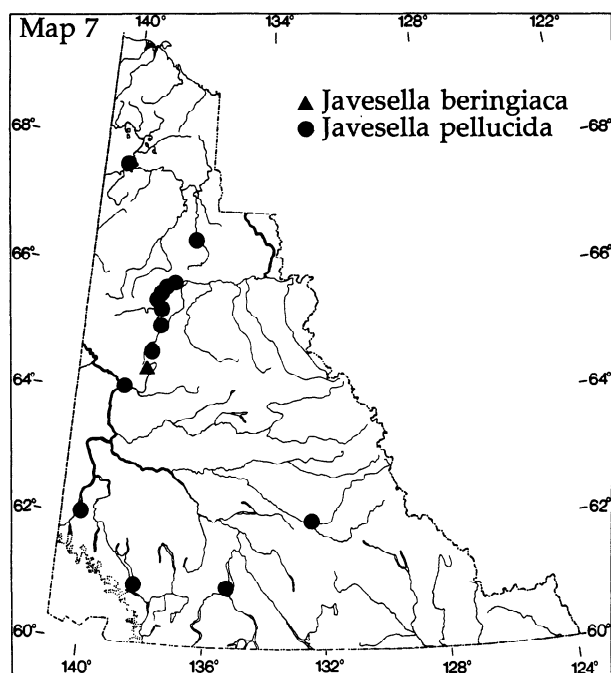 Map 7
140° 134° 128° 122°
▲ Javesella beringiaca
● Javesella pellucida
68° 68°
66° 66°
64° 64°
62° 62°
60° 60°
140° 136° 132° 128° 124°